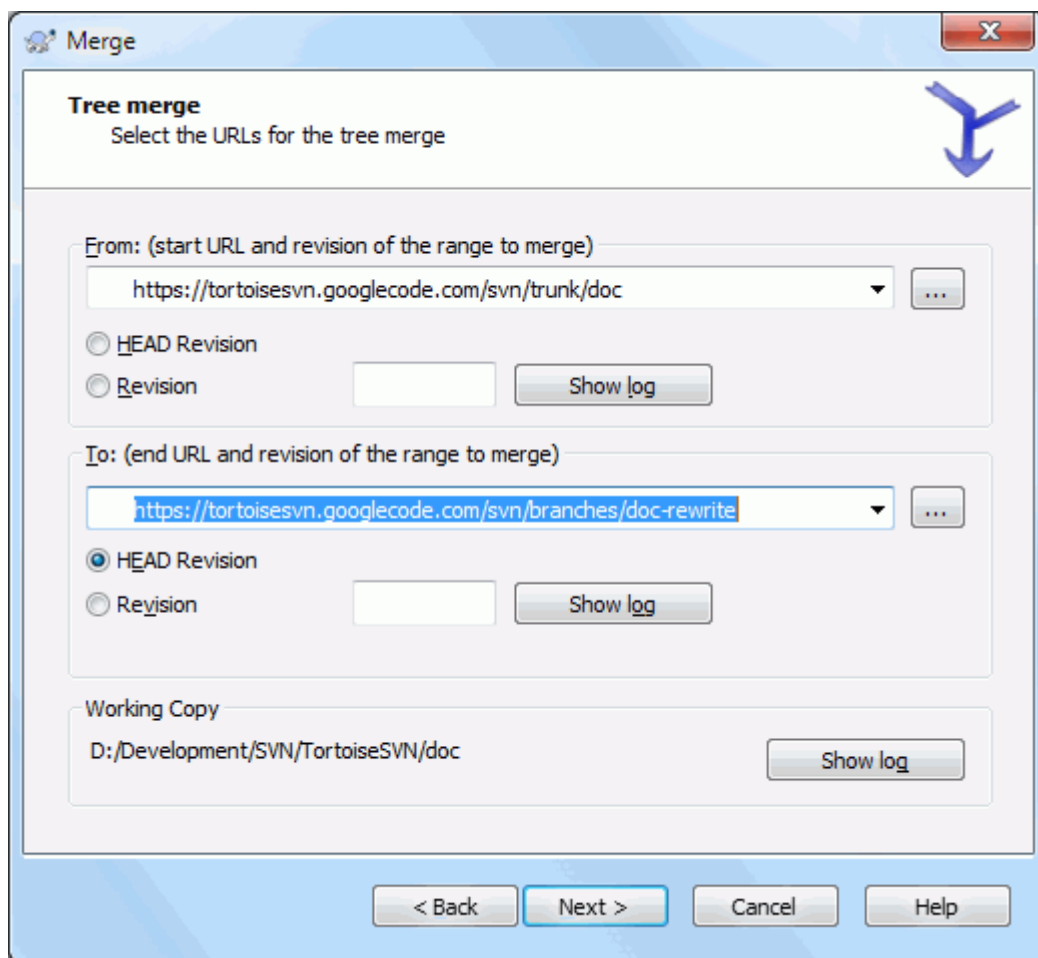 Merge
Tree merge
Select the URLs for the tree merge
From: (start URL and revision of the range to merge)
https://tortoisesvn.googlecode.com/svn/trunk/doc
...
HEAD Revision
Revision
Show log
To: (end URL and revision of the range to merge)
https://tortoisesvn.googlecode.com/svn/branches/doc-rewrite
...
HEAD Revision
Revision
Show log
Working Copy
D:/Development/SVN/TortoiseSVN/doc
Show log
< Back Next > Cancel Help